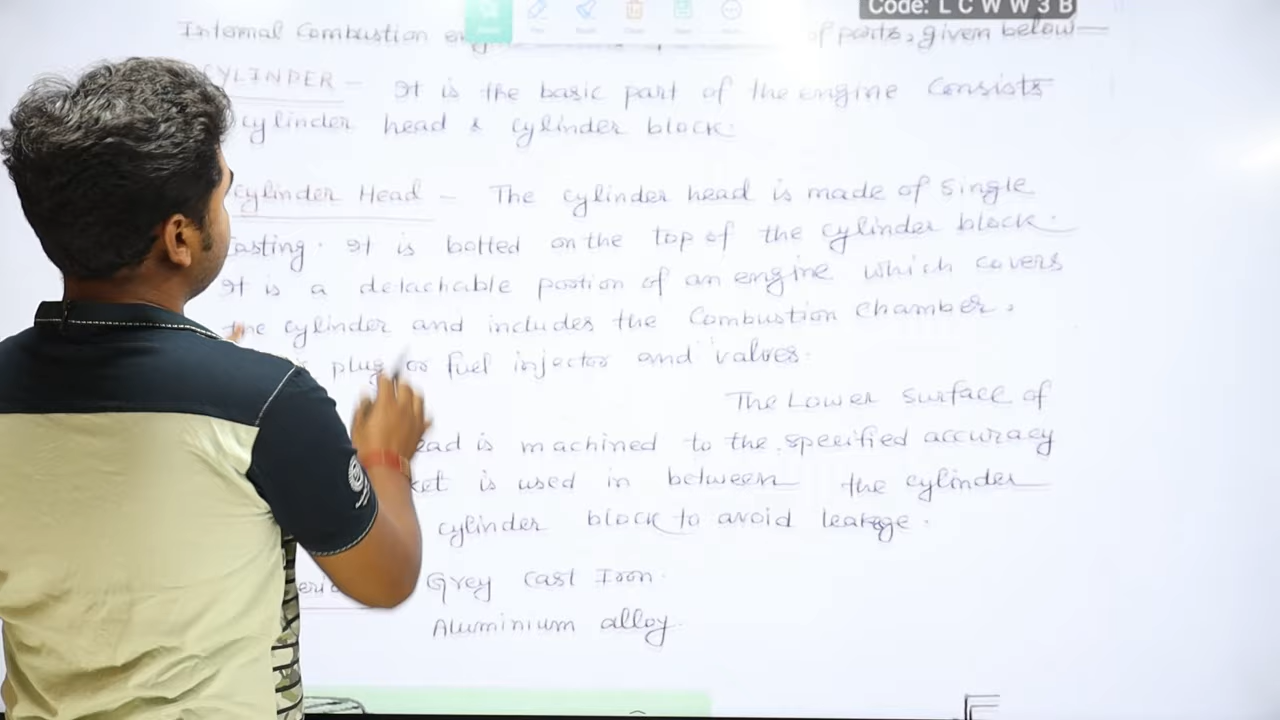 Code: L C W W 3 B
Internal Combustion of parts, given below—
CYLINDER – It is the basic part of the engine consists
cylinder head & cylinder block.
cylinder Head – The cylinder head is made of single
casting. It is bolted on the top of the cylinder block.
It is a detachable portion of an engine which covers
the cylinder and includes the Combustion chamber,
plug or fuel injector and valves.
The Lower surface of
head is machined to the specified accuracy
is used in between the cylinder
cylinder block to avoid leakage.
Grey cast Iron.
Aluminium alloy.